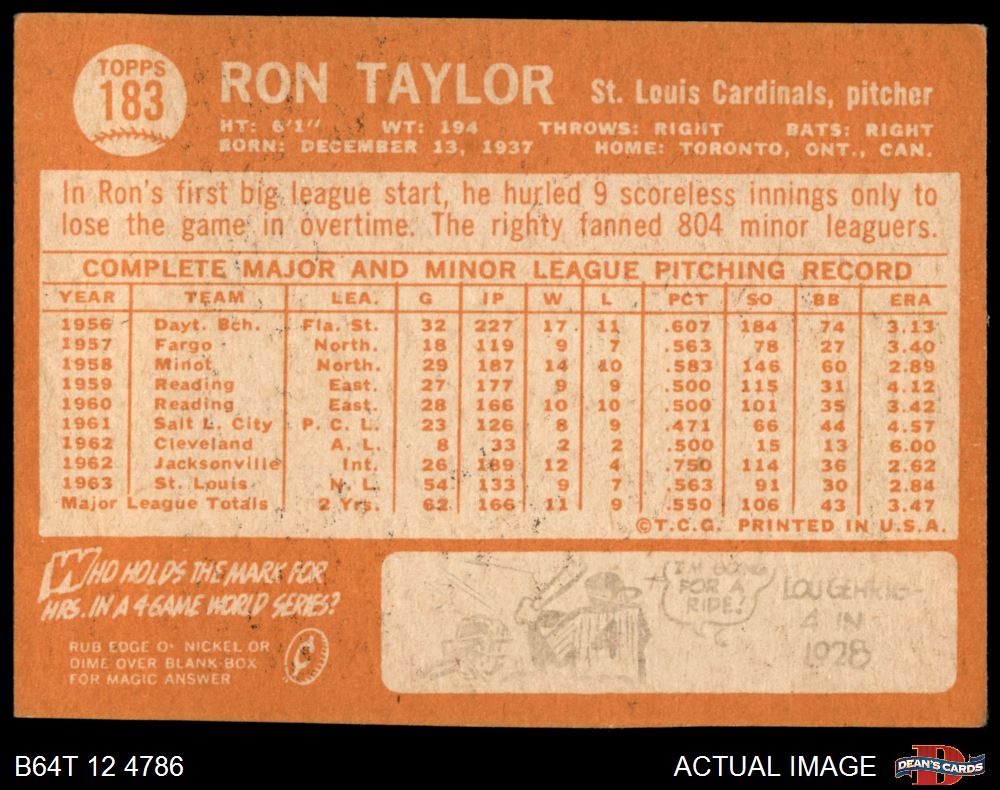 TOPPS
183
RON TAYLOR St. Louis Cardinals, pitcher
HT: 6'1" WT: 194 THROWS: RIGHT BATS: RIGHT
BORN: DECEMBER 13, 1937 HOME: TORONTO, ONT., CAN.
In Ron's first big league start, he hurled 9 scoreless innings only to
lose the game in overtime. The righty fanned 804 minor leaguers.
COMPLETE MAJOR AND MINOR LEAGUE PITCHING RECORD
YEAR TEAM LEA. G IP W L PCT SO BB ERA
1956 Dayt. Bch. Fla. St. 32 227 17 11 .607 184 74 3.13
1957 Fargo North. 18 119 9 7 .563 78 27 3.40
1958 Minot North. 29 187 14 10 .583 146 60 2.89
1959 Reading East. 27 177 9 9 .500 115 31 4.12
1960 Reading East. 28 166 10 10 .500 101 35 3.42
1961 Salt L. City P. C. L. 23 126 8 9 .471 66 44 4.57
1962 Cleveland A. L. 8 33 2 2 .500 15 13 6.00
1962 Jacksonville Int. 26 189 12 4 .750 114 36 2.62
1963 St. Louis N. L. 54 133 9 7 .563 91 30 2.84
Major League Totals 2 Yrs. 62 166 11 9 .550 106 43 3.47
©T.C.G. PRINTED IN U.S.A.
WHO HOLDS THE MARK FOR
HRS. IN A 4 GAME WORLD SERIES?
RUB EDGE OF NICKEL OR
DIME OVER BLANK BOX
FOR MAGIC ANSWER
I'M GOING
FOR A
RIDE!
4
LOU GEHRIG-
4 IN
1928
B64T 12 4786 ACTUAL IMAGE
D
DEAN'S CARDS